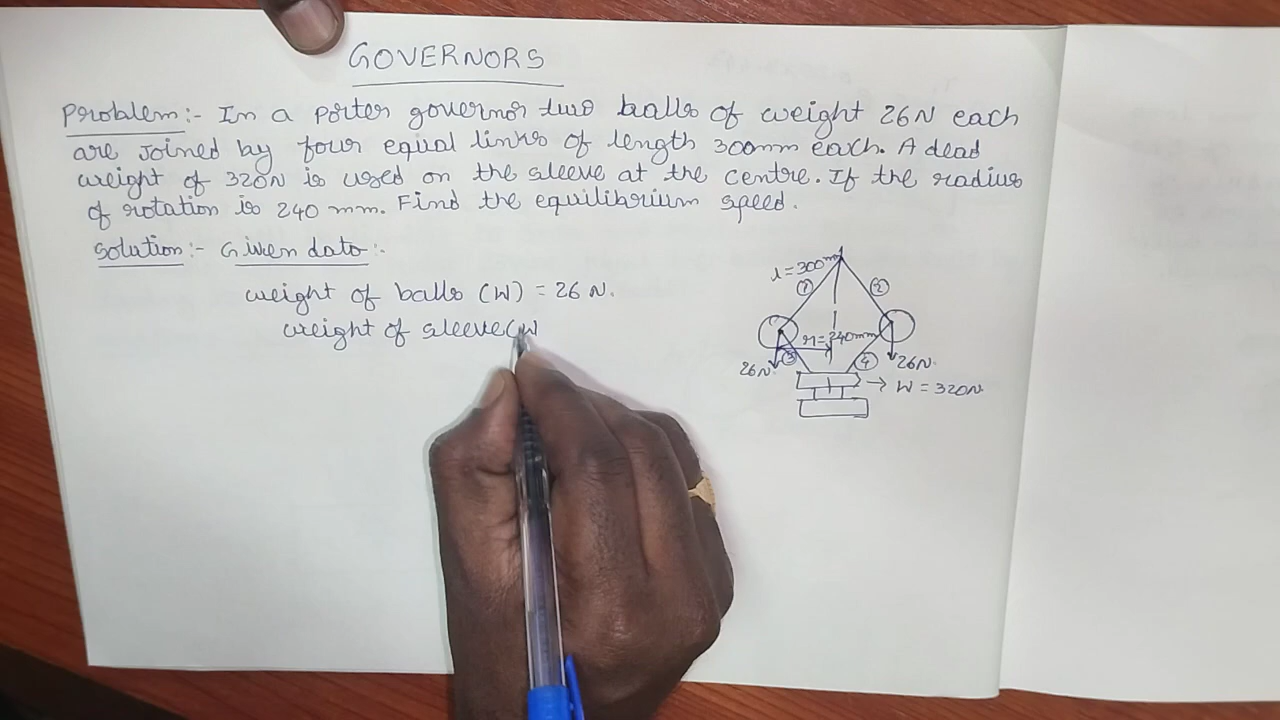 GOVERNORS
Problem:- In a porter governor two balls of weight 26N each
are joined by four equal links of length 300mm each. A dead
weight of 320N is used on the sleeve at the centre. If the radius
of rotation is 240 mm. Find the equilibrium speed.
Solution:- Given data:-
weight of balls (W) = 26 N.
weight of sleeve (W
l = 300mm
① ②
r = 240mm
③ ④
26N. 26N.
→ W = 320N